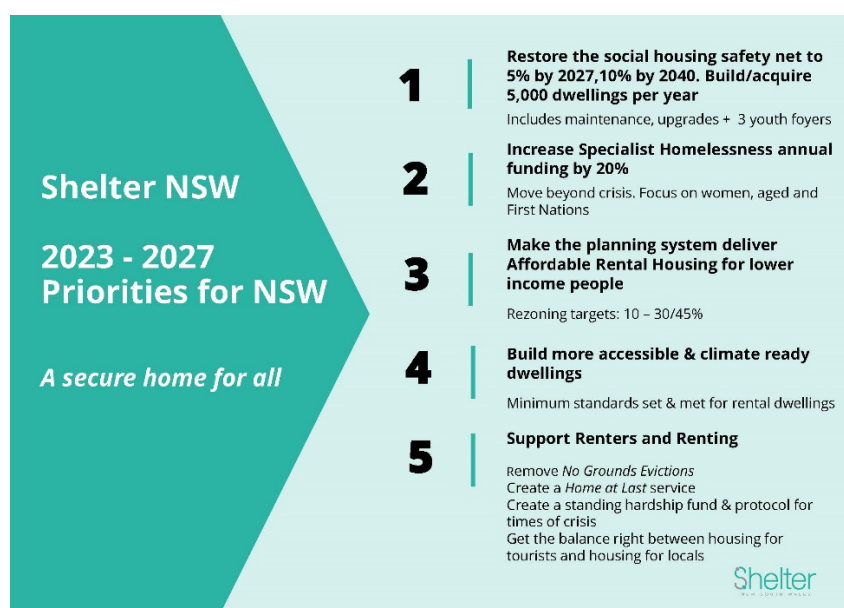 Shelter NSW
2023 - 2027
Priorities for NSW
A secure home for all
1
Restore the social housing safety net to
5% by 2027,10% by 2040. Build/acquire
5,000 dwellings per year
Includes maintenance, upgrades + 3 youth foyers
2
Increase Specialist Homelessness annual
funding by 20%
Move beyond crisis. Focus on women, aged and
First Nations
3
Make the planning system deliver
Affordable Rental Housing for lower
income people
Rezoning targets: 10 – 30/45%
4
Build more accessible & climate ready
dwellings
Minimum standards set & met for rental dwellings
5
Support Renters and Renting
Remove No Grounds Evictions
Create a Home at Last service
Create a standing hardship fund & protocol for
times of crisis
Get the balance right between housing for
tourists and housing for locals
Shelter
NEW SOUTH WALES